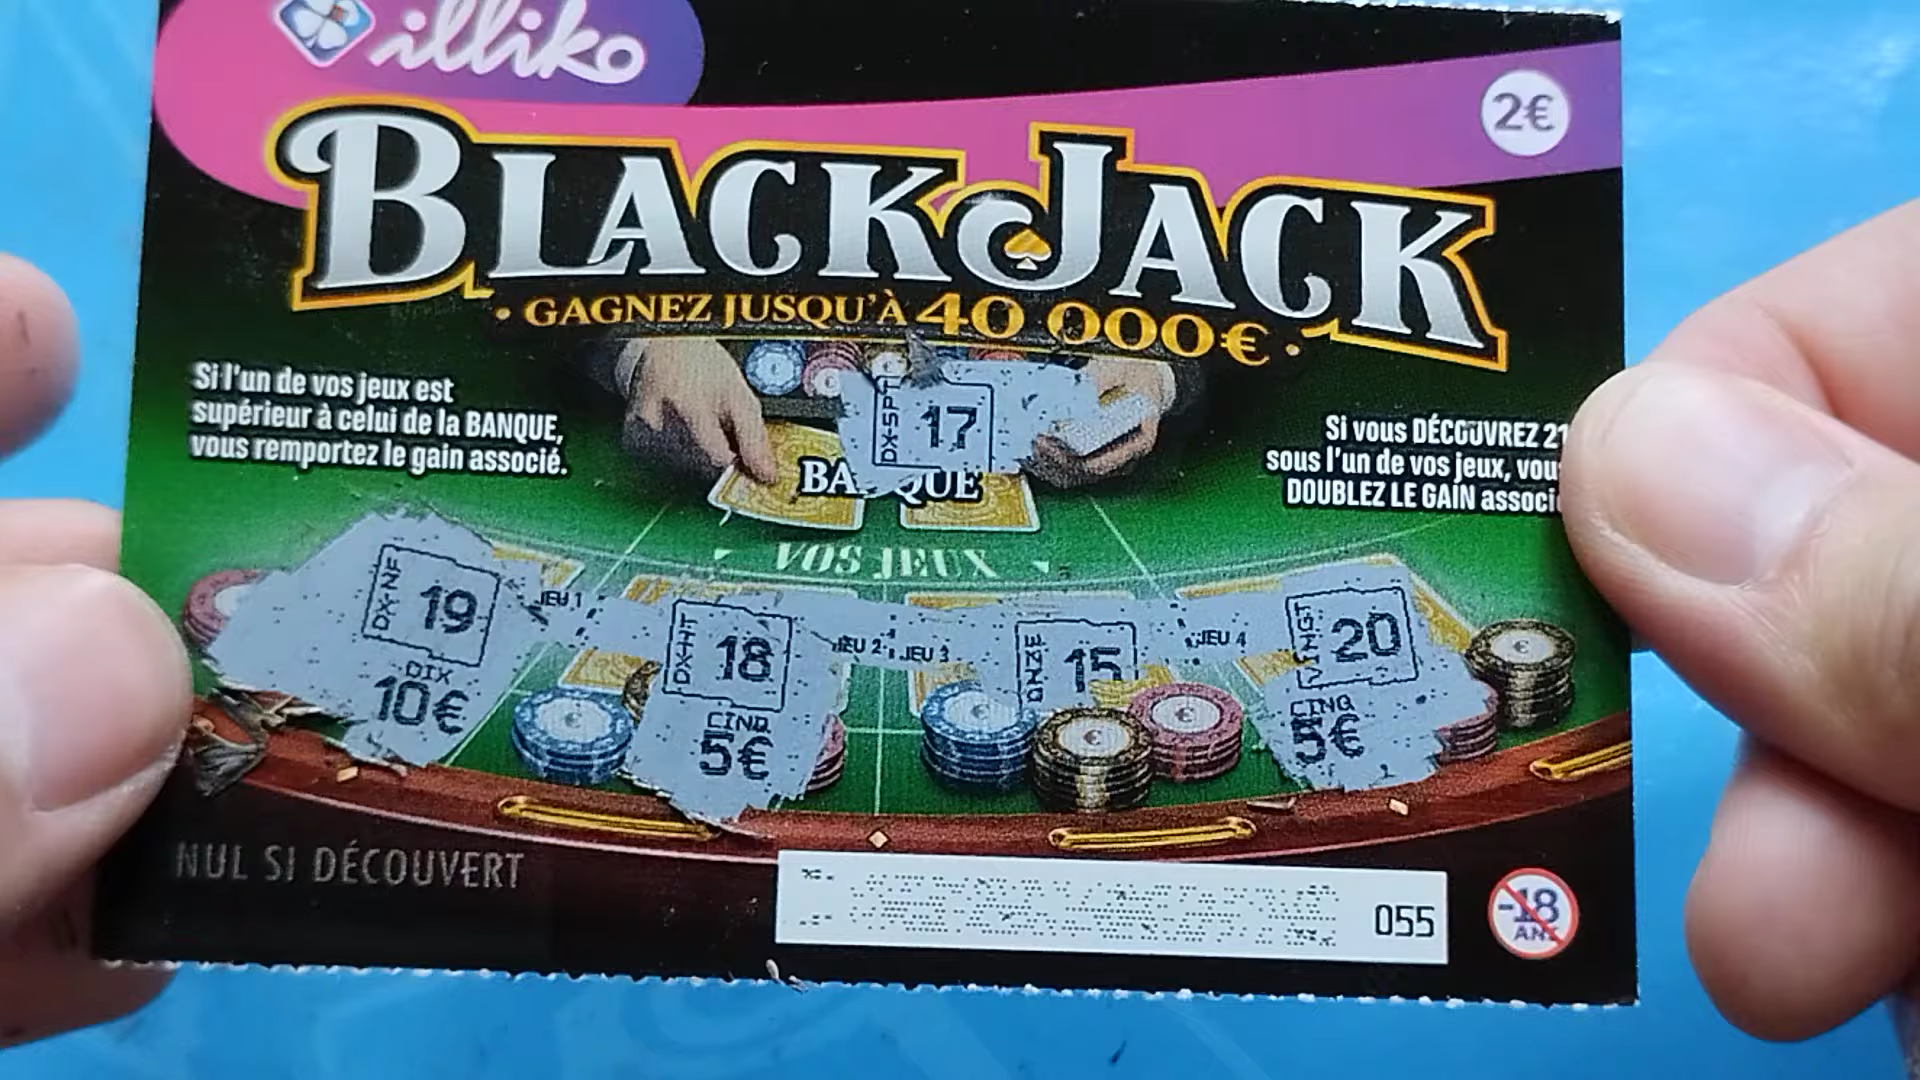 illiko
2€
BLACKJACK
• GAGNEZ JUSQU'À 40 000€ •
Si l'un de vos jeux est
supérieur à celui de la BANQUE,
vous remportez le gain associé.
DX-SPT
17
BANQUE
Si vous DÉCOUVREZ 21
sous l'un de vos jeux, vou
DOUBLEZ LE GAIN associé
VOS JEUX
DX-NF
19
DIX
10€
JEU 1
DX-HT
18
CINQ
5€
JEU 2
JEU 3
15
JEU 4
VINGT
20
CINQ
5€
NUL SI DÉCOUVERT
055
-18
ANS